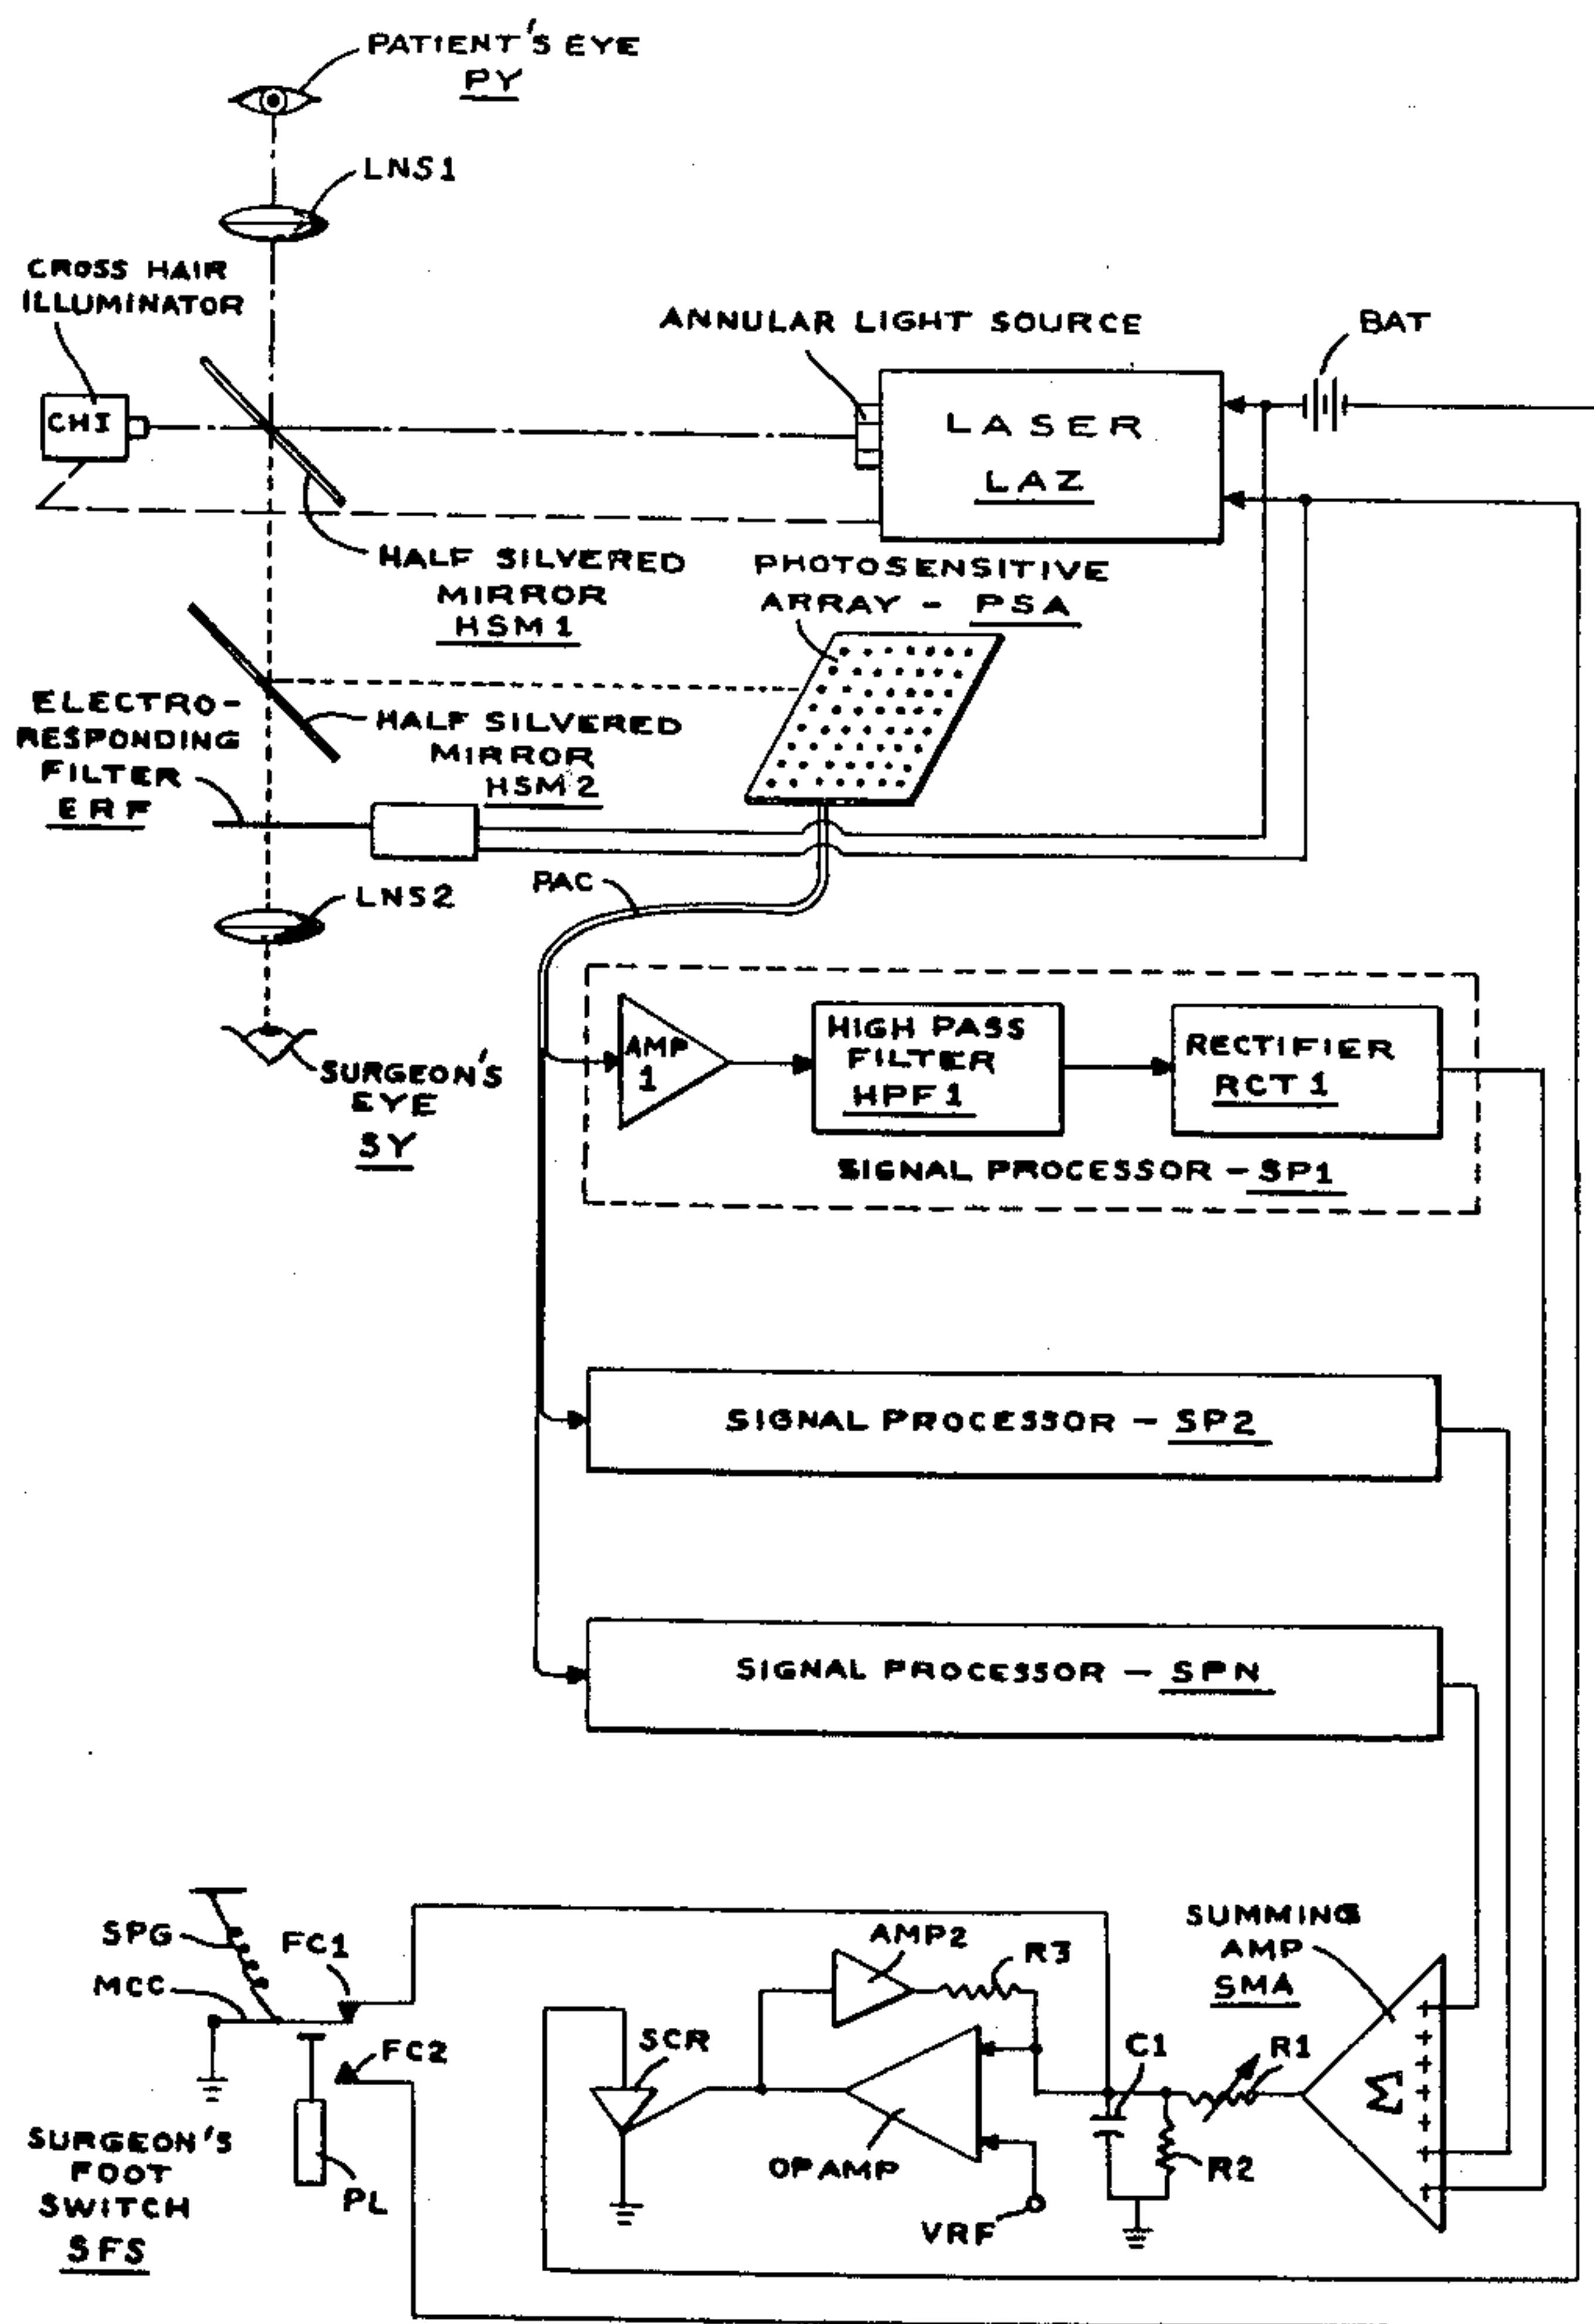 PATIENT'S EYE
PY
LNS1
CROSS HAIR
ILLUMINATOR
ANNULAR LIGHT SOURCE
BAT
CHI
LASER
LAZ
HALF SILVERED
MIRROR
HSM1
PHOTOSENSITIVE
ARRAY - PSA
ELECTRO-
RESPONDING
FILTER
ERF
HALF SILVERED
MIRROR
HSM2
PAC
LNS2
SURGEON'S
EYE
SY
AMP
1
HIGH PASS
FILTER
HPF1
RECTIFIER
RCT1
SIGNAL PROCESSOR - SP1
SIGNAL PROCESSOR - SP2
SIGNAL PROCESSOR - SPN
SPG
FC1
MCC
FC2
PL
SURGEON'S
FOOT
SWITCH
SFS
AMP2
R3
SCR
OPAMP
VRF
C1
R1
R2
SUMMING
AMP
SMA
+
+
+
Σ +
+
+
+